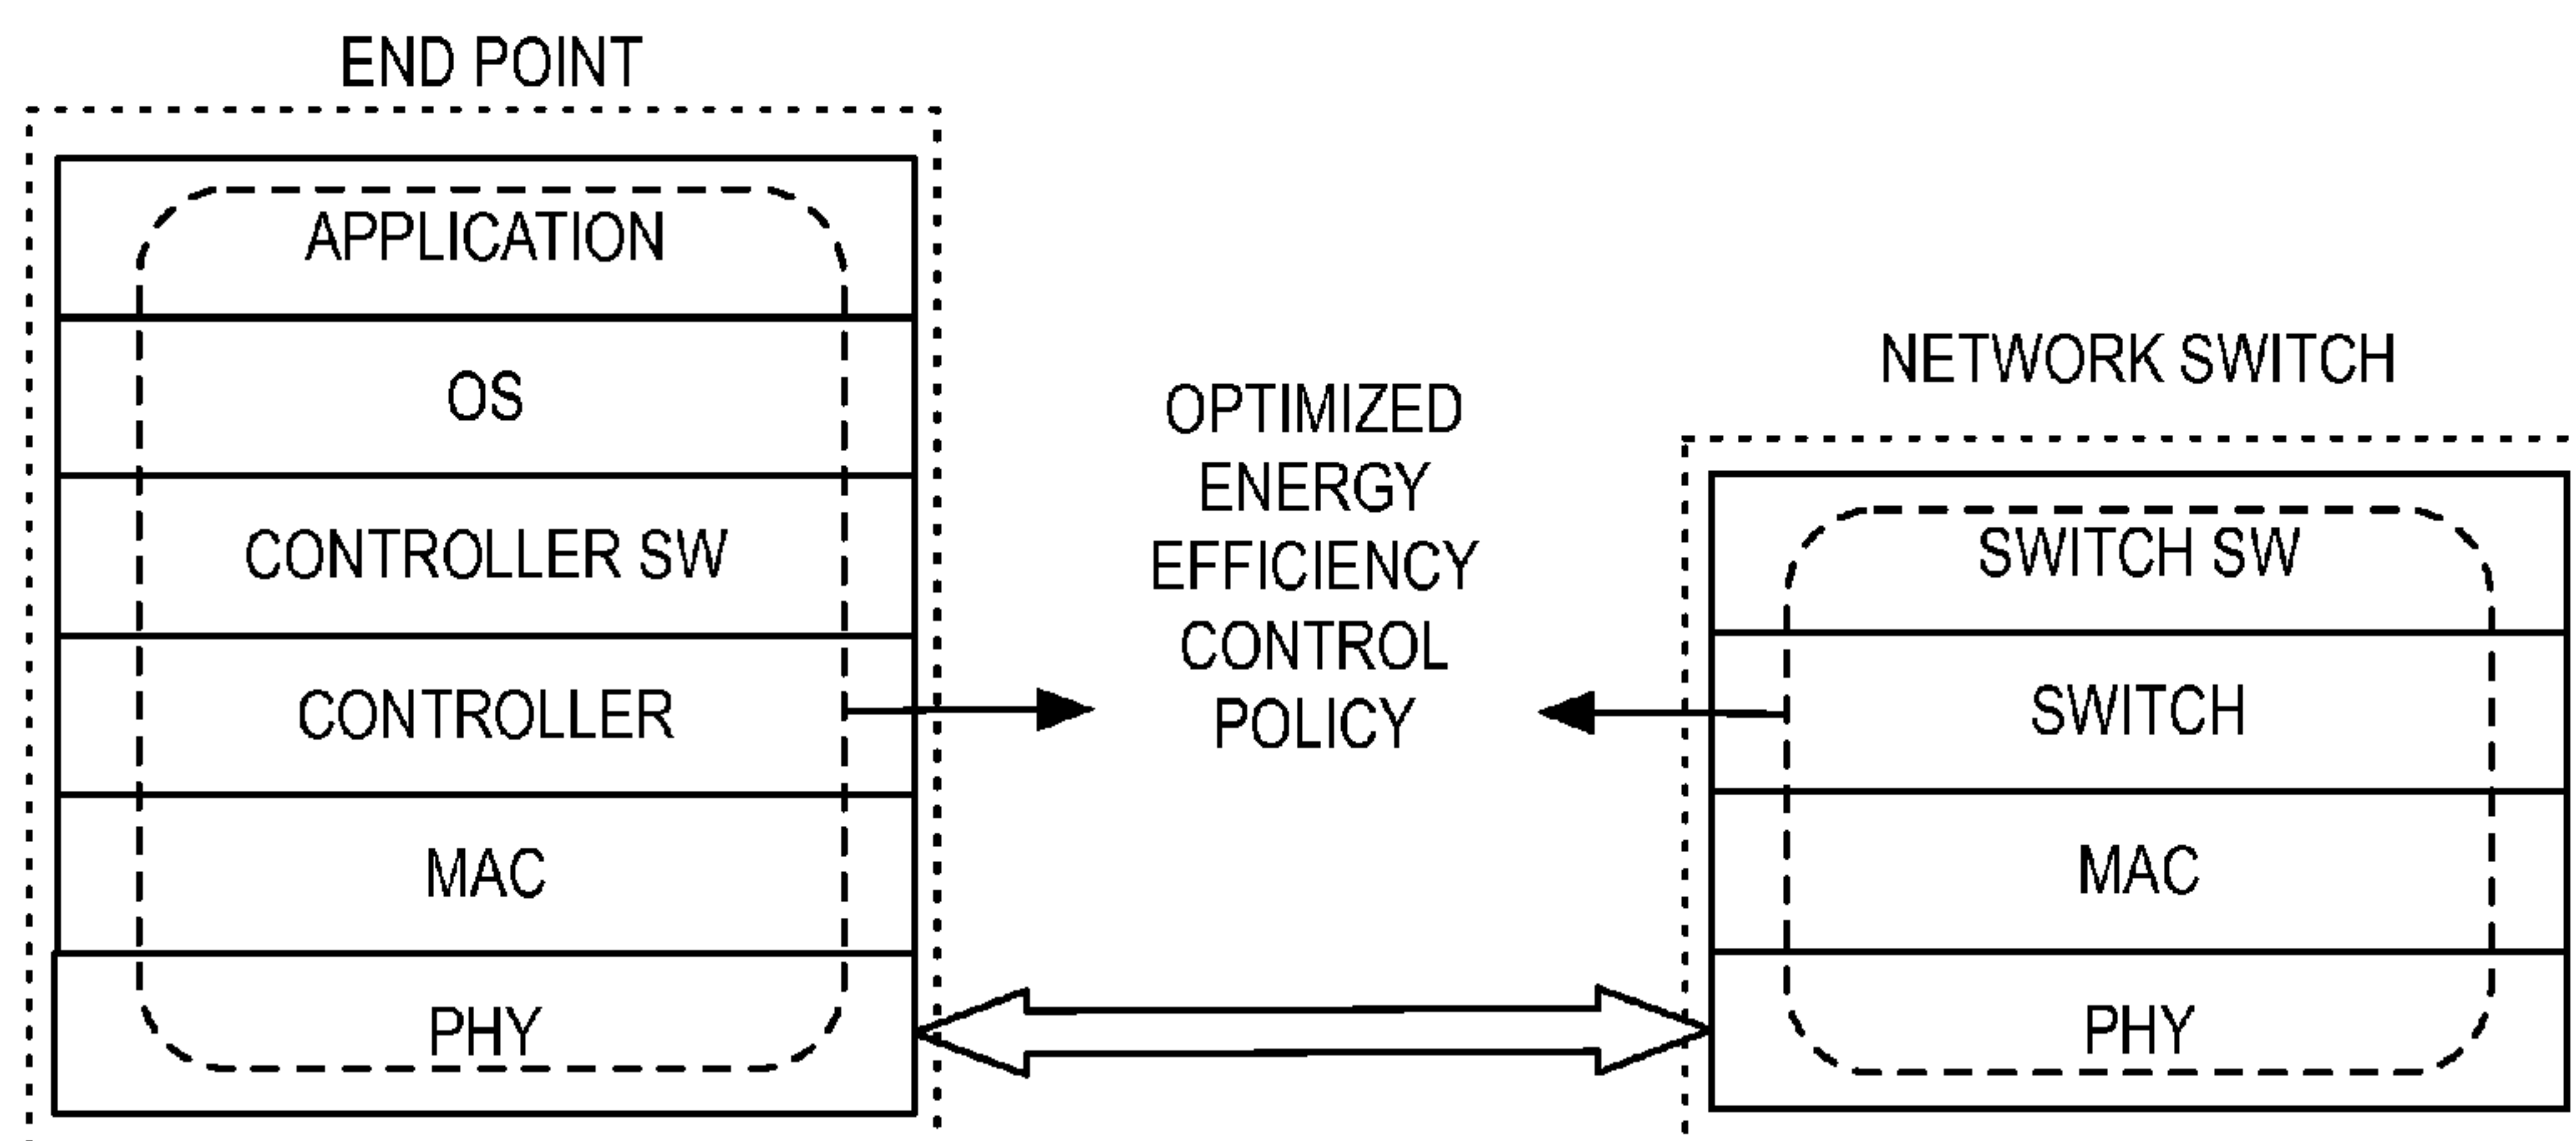 END POINT
APPLICATION
OS
CONTROLLER SW
CONTROLLER
MAC
PHY
OPTIMIZED
ENERGY
EFFICIENCY
CONTROL
POLICY
NETWORK SWITCH
SWITCH SW
SWITCH
MAC
PHY